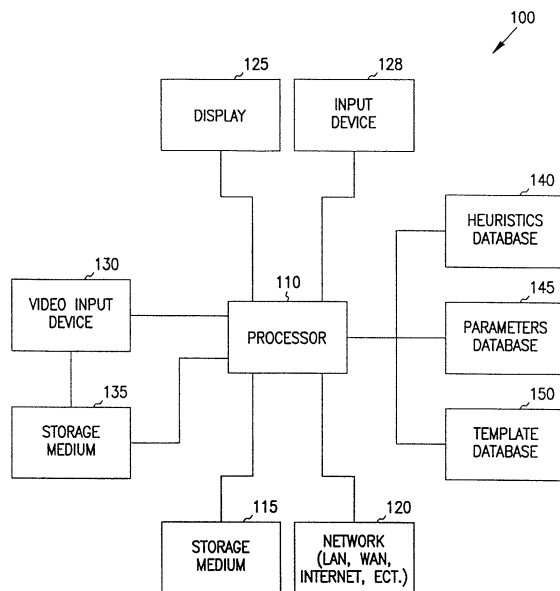 100
125
DISPLAY
128
INPUT
DEVICE
140
HEURISTICS
DATABASE
130
VIDEO INPUT
DEVICE
110
PROCESSOR
145
PARAMETERS
DATABASE
135
STORAGE
MEDIUM
150
TEMPLATE
DATABASE
115
STORAGE
MEDIUM
120
NETWORK
(LAN, WAN,
INTERNET, ECT.)